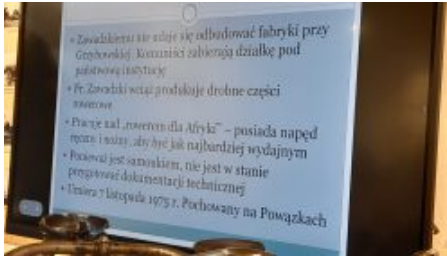 • Zawadzkiemu nie udaje się odbudować fabryki przy
Grzybowskiej. Komuniści zabierają działkę pod
państwową instytucję
• Fr. Zawadzki wciąż produkuje drobne części
rowerowe
• Pracuje nad „rowerem dla Afryki” – posiada napęd
ręczny i nożny, aby być jak najbardziej wydajnym
• Ponieważ jest samoukiem, nie jest w stanie
przygotować dokumentacji technicznej
• Umiera 7 listopada 1975 r. Pochowany na Powązkach